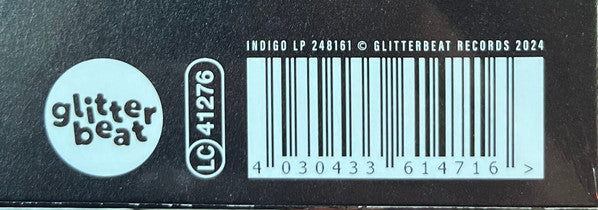 glitter
beat
LC 41276
INDIGO LP 248161 © GLITTERBEAT RECORDS 2024
4 030433 614716 >